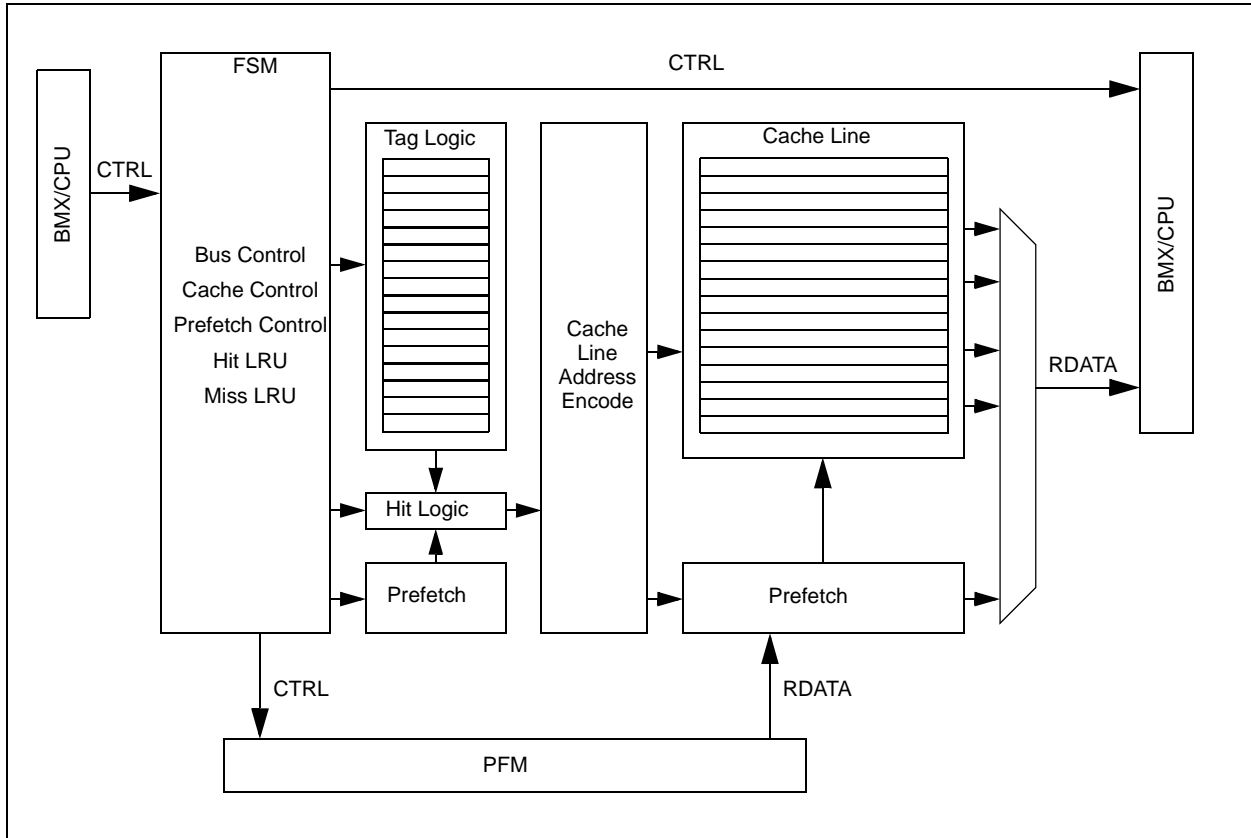 FSM
CTRL
BMX/CPU
CTRL
Tag Logic
Cache Line
BMX/CPU
Bus Control
Cache Control
Prefetch Control
Hit LRU
Miss LRU
Cache
Line
Address
Encode
RDATA
Hit Logic
Prefetch
Prefetch
CTRL
RDATA
PFM